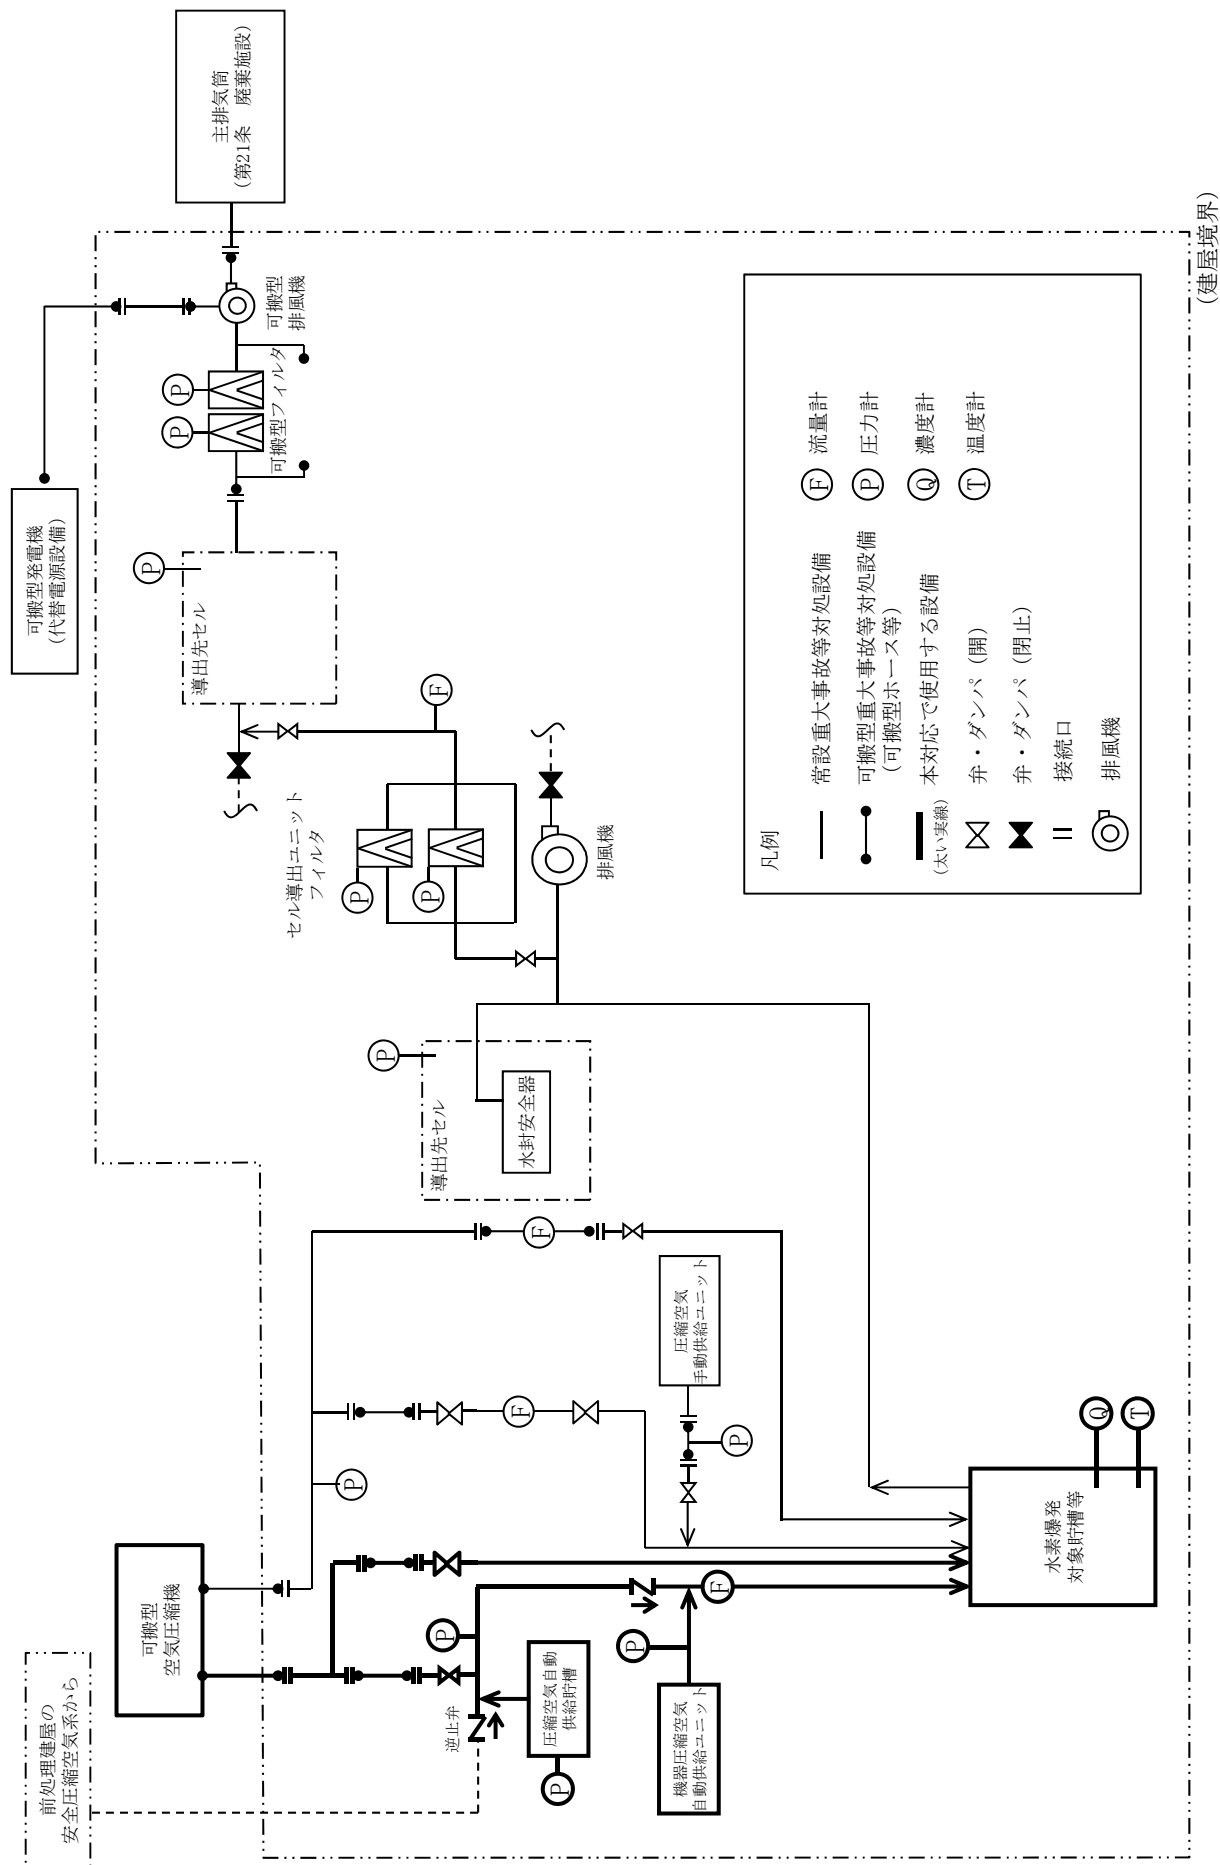 主排気筒
(第21条　廃棄施設)
可搬型発電機
(代替電源設備)
可搬型
排風機
P
P
可搬型フィルタ
P
導出先セル
F
セル導出ユニット
フィルタ
P
P
排風機
P
導出先セル
水封安全器
F
F
P
圧縮空気
手動供給ユニット
P
可搬型
空気圧縮機
前処理建屋の
安全圧縮空気系から
P
逆止弁
圧縮空気自動
供給貯槽
P
P
F
機器圧縮空気
自動供給ユニット
水素爆発
対象貯槽等
Q
T
凡例
常設重大事故等対処設備
可搬型重大事故等対処設備
(可搬型ホース等)
本対応で使用する設備
(太い実線)
弁・ダンパ (開)
弁・ダンパ (閉止)
接続口
排風機
F 流量計
P 圧力計
Q 濃度計
T 温度計
(建屋境界)